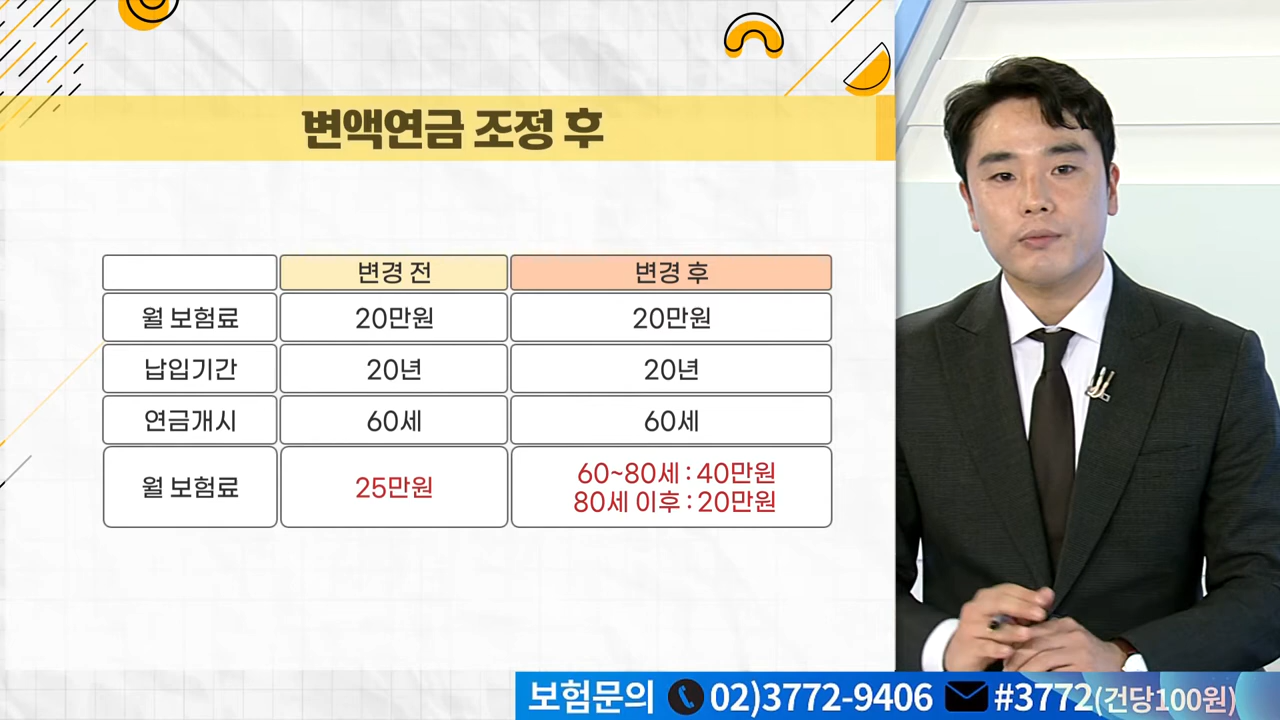 변액연금 조정 후
변경 전 변경 후
월 보험료 20만원 20만원
납입기간 20년 20년
연금개시 60세 60세
월 보험료 25만원 60~80세 : 40만원
80세 이후 : 20만원
보험문의 02)3772-9406 #3772(건당100원)